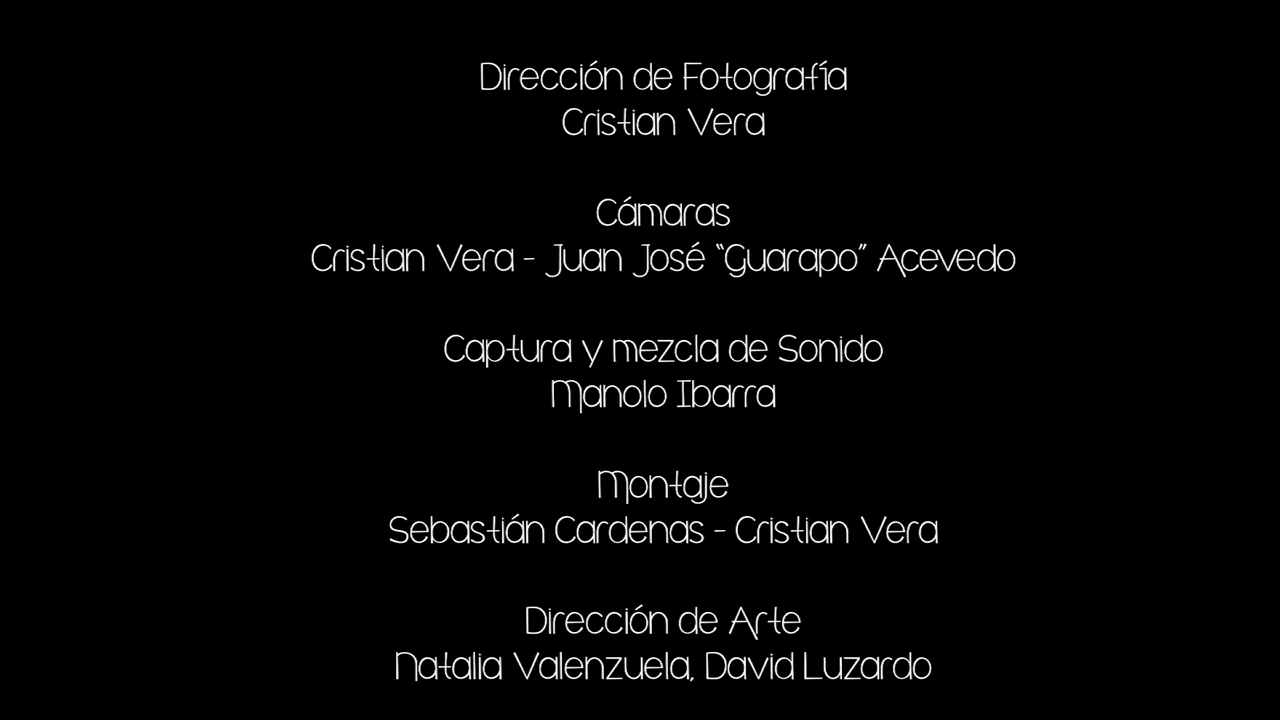 Dirección de Fotografía
Cristian Vera
Cámaras
Cristian Vera - Juan José “Guarapo” Acevedo
Captura y mezcla de Sonido
Manolo Ibarra
Montaje
Sebastián Cardenas - Cristian Vera
Dirección de Arte
Natalia Valenzuela, David Luzardo